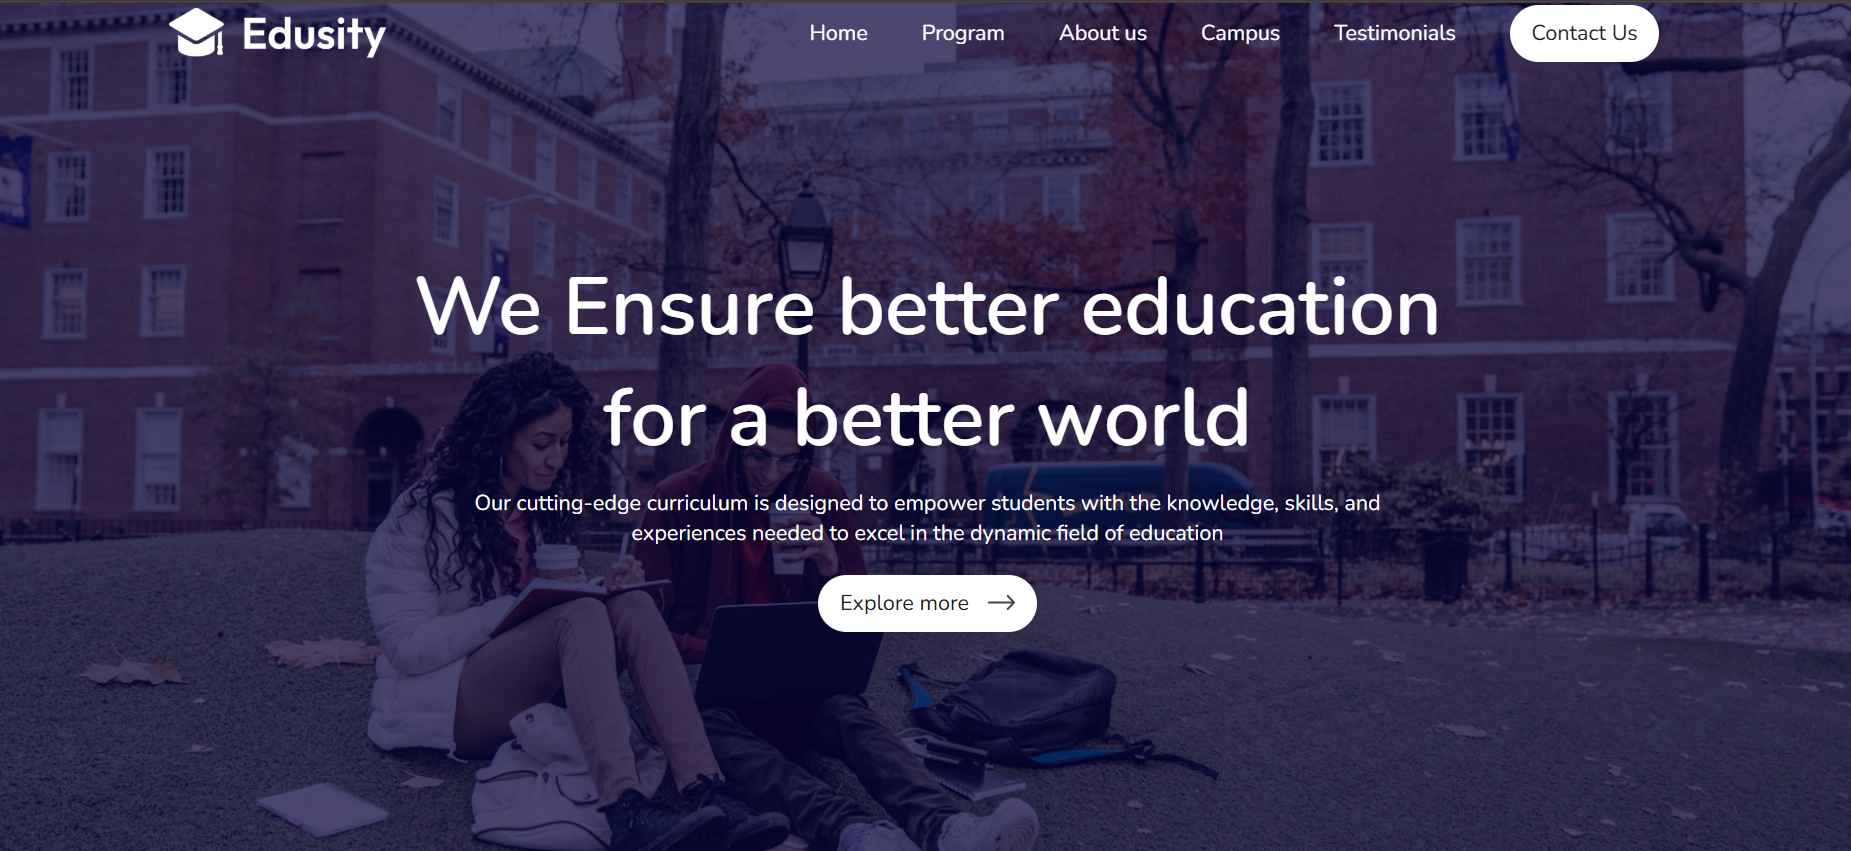 Edusity
Home
Program
About us
Campus
Testimonials
Contact Us
We Ensure better education
for a better world
Our cutting-edge curriculum is designed to empower students with the knowledge, skills, and
experiences needed to excel in the dynamic field of education
Explore more